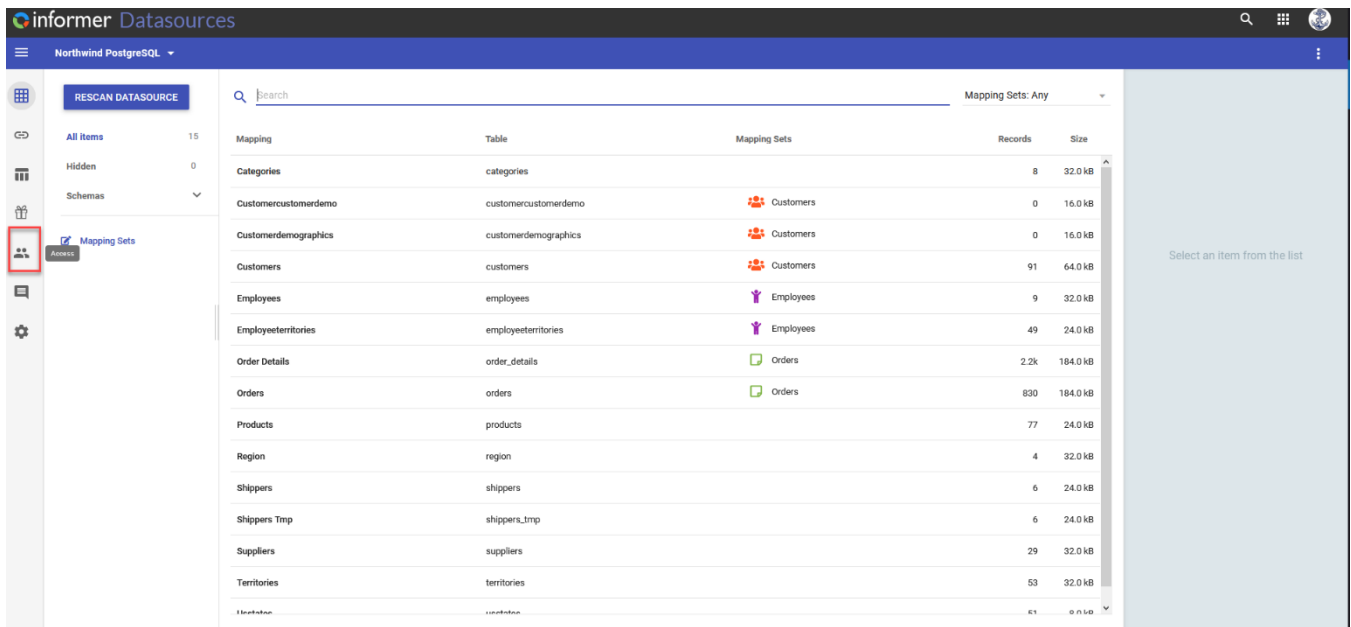 informer Datasources
Northwind PostgreSQL
RESCAN DATASOURCE
All items 15
Hidden 0
Schemas
Mapping Sets
Access
Search
Mapping Sets: Any
Mapping Table Mapping Sets Records Size
Categories categories 8 32.0 kB
Customercustomerdemo customercustomerdemo Customers 0 16.0 kB
Customerdemographics customerdemographics Customers 0 16.0 kB
Customers customers Customers 91 64.0 kB
Employees employees Employees 9 32.0 kB
Employeeterritories employeeterritories Employees 49 24.0 kB
Order Details order_details Orders 2.2k 184.0 kB
Orders orders Orders 830 184.0 kB
Products products 77 24.0 kB
Region region 4 32.0 kB
Shippers shippers 6 24.0 kB
Shippers Tmp shippers_tmp 6 24.0 kB
Suppliers suppliers 29 32.0 kB
Territories territories 53 32.0 kB
Usstates usstates 51 8.0 kB
Select an item from the list